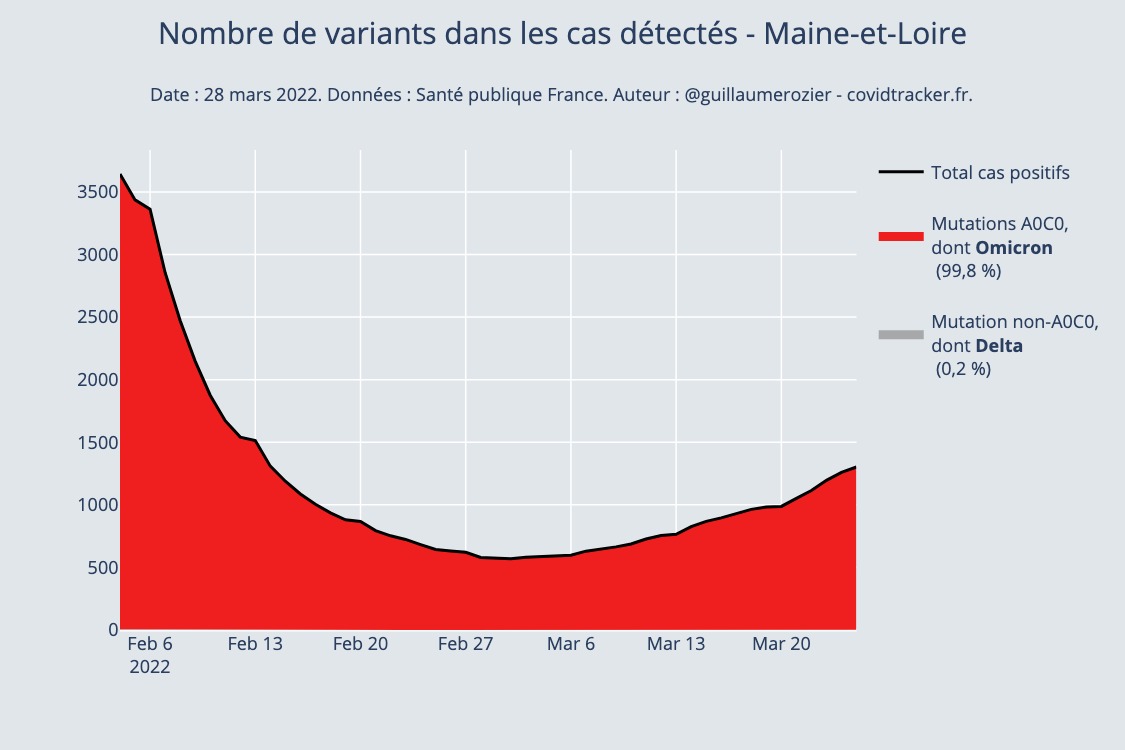 Nombre de variants dans les cas détectés - Maine-et-Loire
Date : 28 mars 2022. Données : Santé publique France. Auteur : @guillaumerozier - covidtracker.fr.
3500
3000
2500
2000
1500
1000
500
0
Feb 6
2022
Feb 13
Feb 20
Feb 27
Mar 6
Mar 13
Mar 20
Total cas positifs
Mutations A0C0,
dont Omicron
(99,8 %)
Mutation non-A0C0,
dont Delta
(0,2 %)